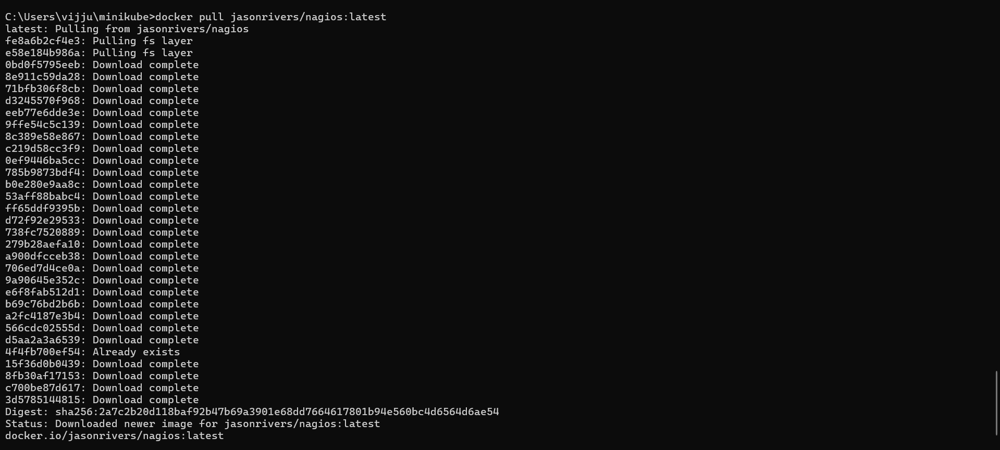 C:\Users\vijju\minikube>docker pull jasonrivers/nagios:latest
latest: Pulling from jasonrivers/nagios
fe8a6b2cf4e3: Pulling fs layer
e58e184b986a: Pulling fs layer
0bd0f5795eeb: Download complete
8e911c59da28: Download complete
71bfb306f8cb: Download complete
d3245570f968: Download complete
eeb77e6dde3e: Download complete
9ffe54c5c139: Download complete
8c389e58e867: Download complete
c219d58cc3f9: Download complete
0ef9446ba5cc: Download complete
785b9873bdf4: Download complete
b0e280e9aa8c: Download complete
53aff88babc4: Download complete
ff65ddf9395b: Download complete
d72f92e29533: Download complete
738fc7520889: Download complete
279b28aefa10: Download complete
a900dfcceb38: Download complete
706ed7d4ce0a: Download complete
9a90645e352c: Download complete
e6f8fab512d1: Download complete
b69c76bd2b6b: Download complete
a2fc4187e3b4: Download complete
566cdc02555d: Download complete
d5aa2a3a6539: Download complete
4f4fb700ef54: Already exists
15f36d0b0439: Download complete
8fb30af17153: Download complete
c700be87d617: Download complete
3d5785144815: Download complete
Digest: sha256:2a7c2b20d118baf92b47b69a3901e68dd7664617801b94e560bc4d6564d6ae54
Status: Downloaded newer image for jasonrivers/nagios:latest
docker.io/jasonrivers/nagios:latest